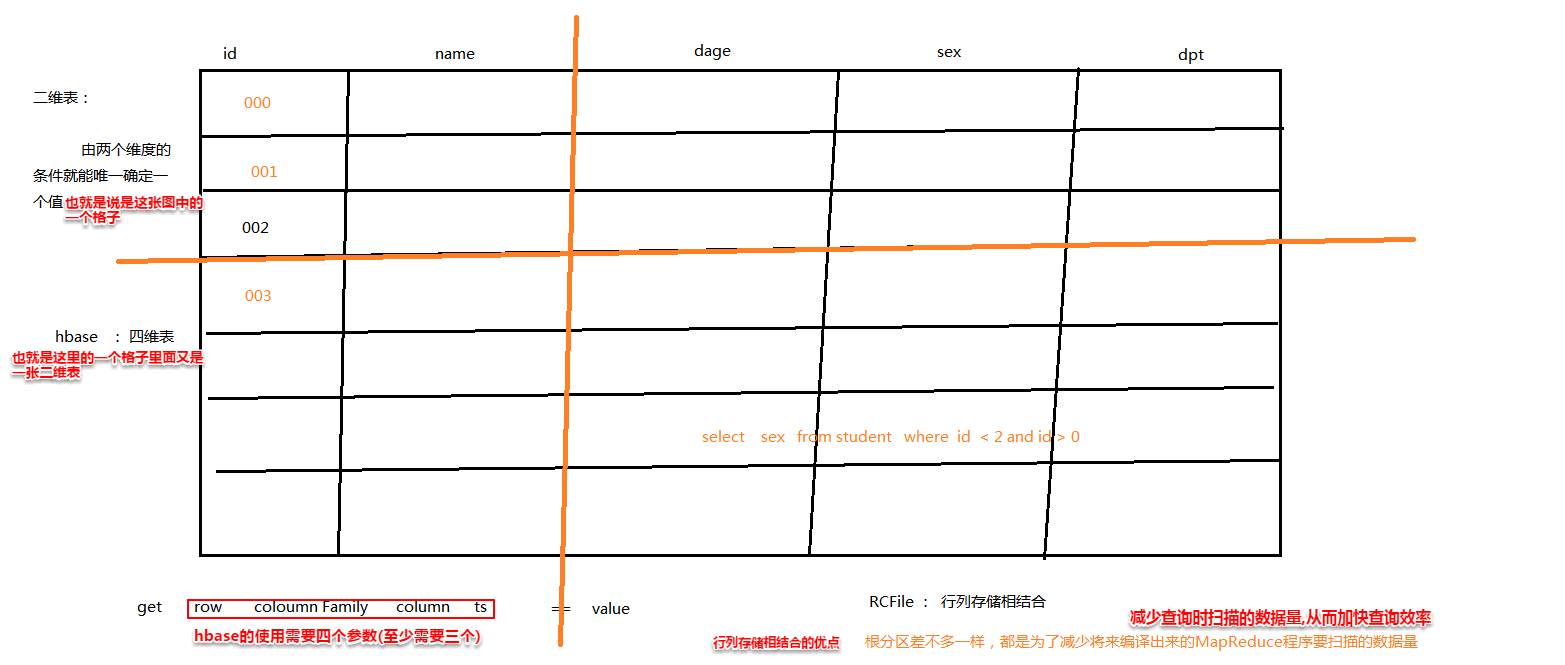 id name dage sex dpt
二维表：
000
由两个维度的
条件就能唯一确定一
个值
也就是说是这张图中的
一个格子
001
002
003
hbase ：四维表
也就是这里的一个格子里面又是
一张二维表
select sex from student where id < 2 and id > 0
get row coloumn Family column ts == value
hbase的使用需要四个参数(至少需要三个)
RCFile ： 行列存储相结合
减少查询时扫描的数据量,从而加快查询效率
行列存储相结合的优点
根分区差不多一样，都是为了减少将来编译出来的MapReduce程序要扫描的数据量